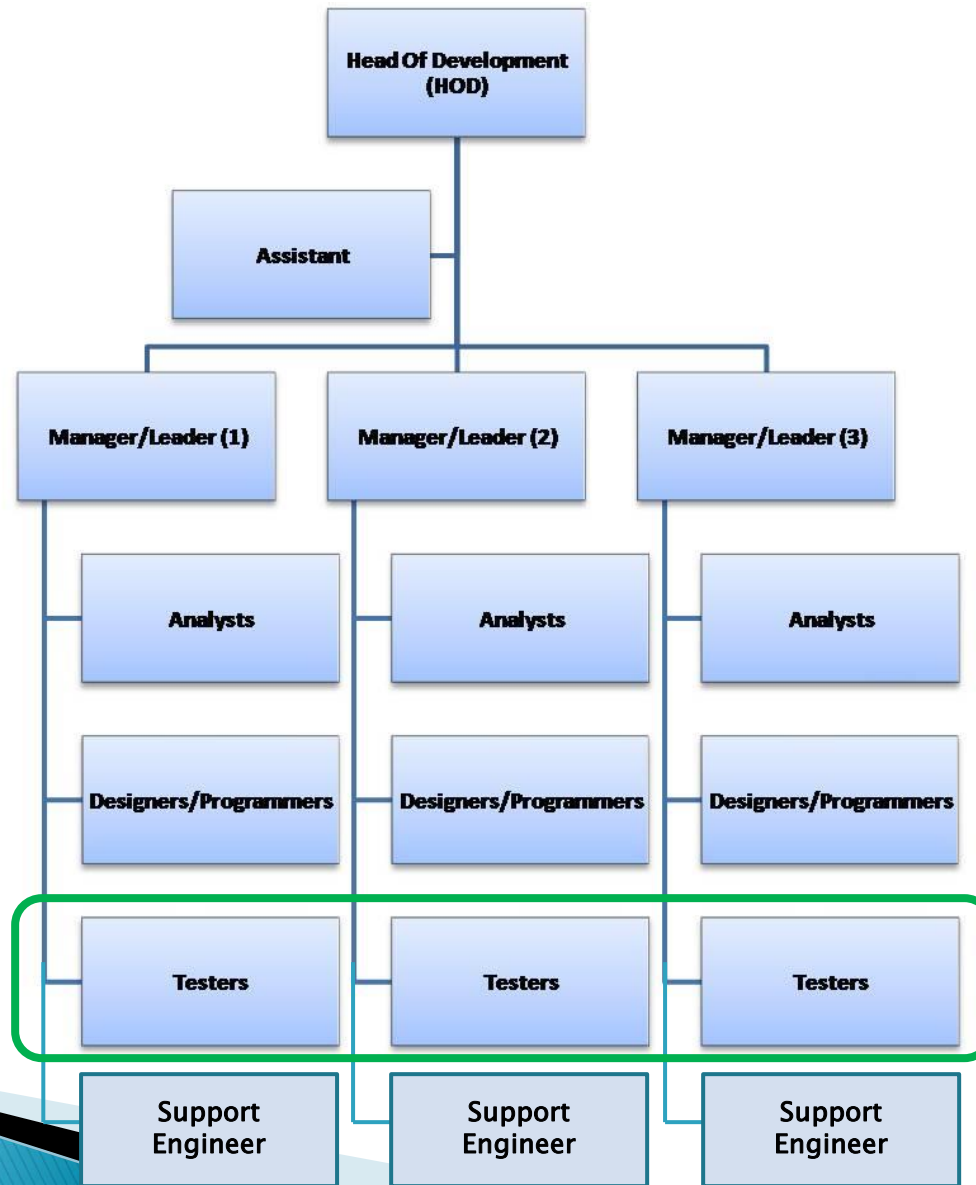 Head Of Development
(HOD)
Assistant
Manager/Leader (1)
Manager/Leader (2)
Manager/Leader (3)
Analysts
Analysts
Analysts
Designers/Programmers
Designers/Programmers
Designers/Programmers
Testers
Testers
Testers
Support
Engineer
Support
Engineer
Support
Engineer